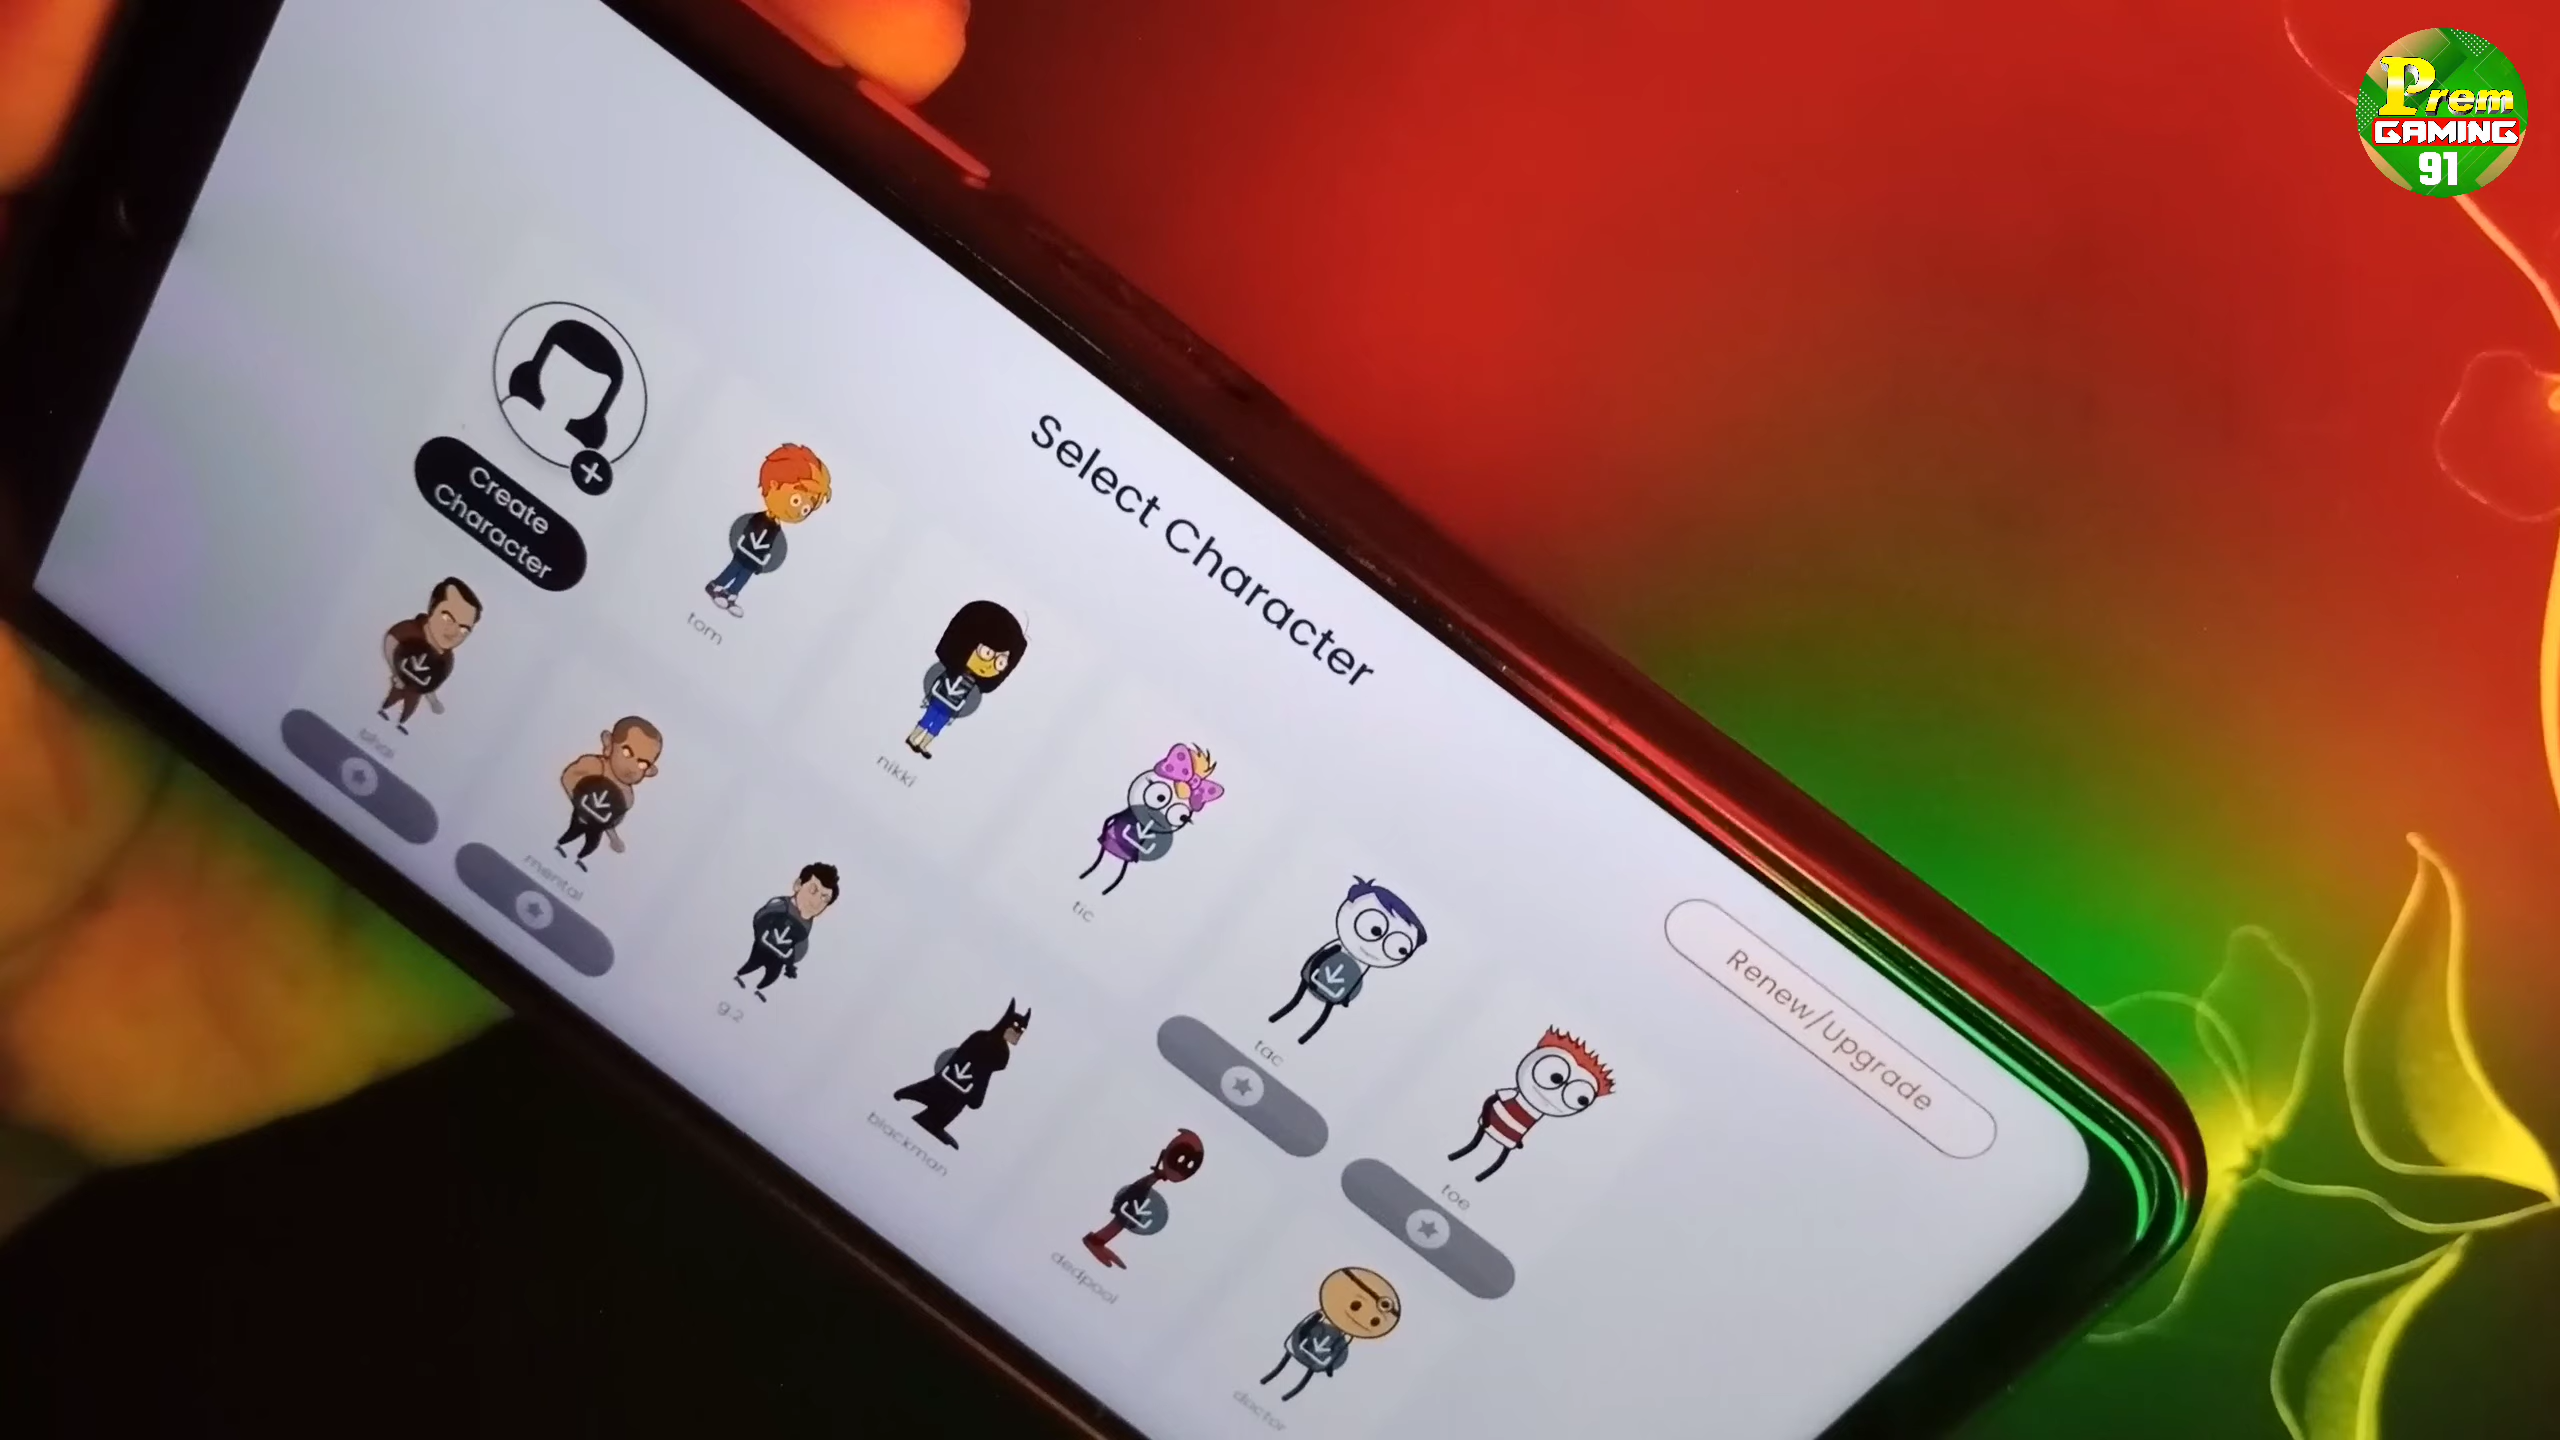 Prem
GAMING
91
Select Character
Renew/Upgrade
Create
Character
tom
nikki
tic
tac
toe
mental
g.2
blackman
dedpool
doctor